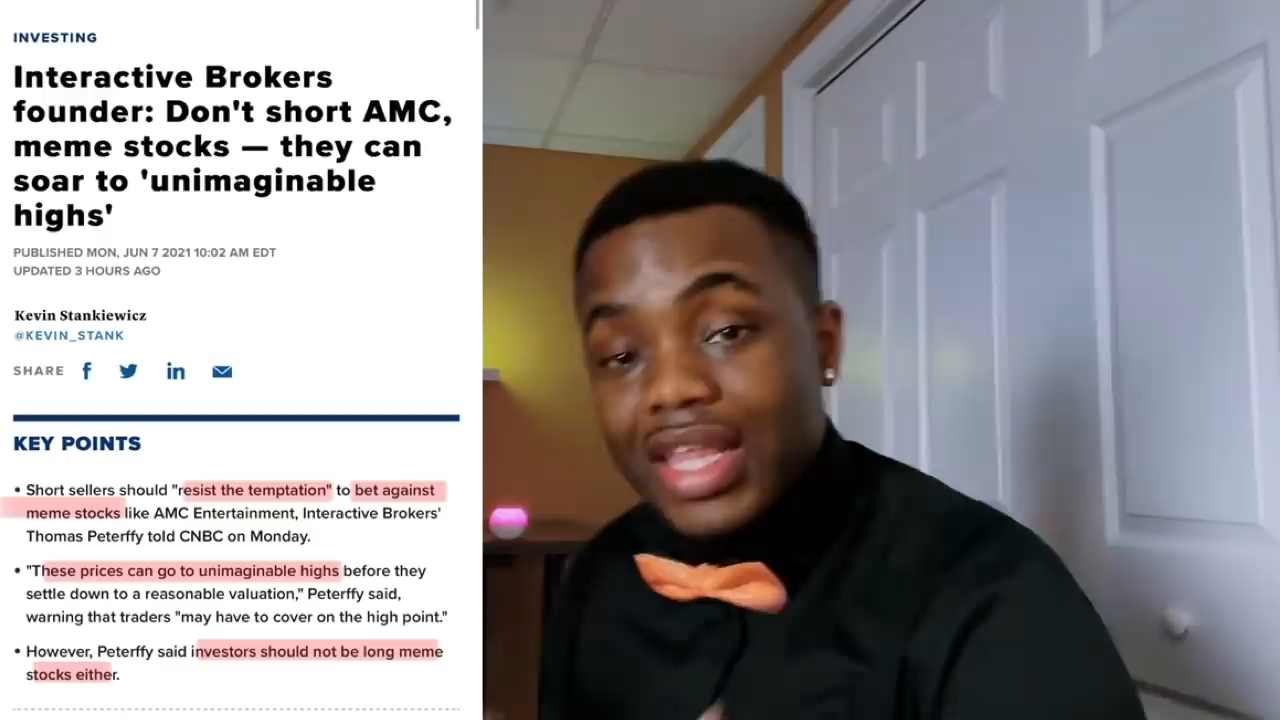 INVESTING
Interactive Brokers
founder: Don't short AMC,
meme stocks — they can
soar to 'unimaginable
highs'
PUBLISHED MON, JUN 7 2021 10:02 AM EDT
UPDATED 3 HOURS AGO
Kevin Stankiewicz
@KEVIN_STANK
SHARE
KEY POINTS
• Short sellers should "resist the temptation" to bet against
meme stocks like AMC Entertainment, Interactive Brokers'
Thomas Peterffy told CNBC on Monday.
• "These prices can go to unimaginable highs before they
settle down to a reasonable valuation," Peterffy said,
warning that traders "may have to cover on the high point."
• However, Peterffy said investors should not be long meme
stocks either.